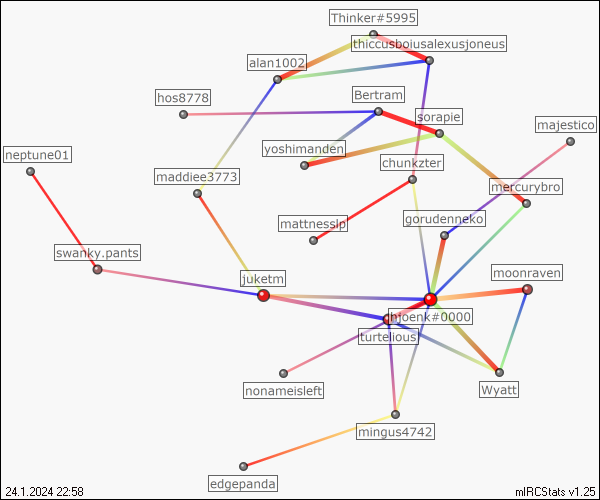 Thinker#5995
thiccusboiusalexusjoneus
alan1002
hos8778
Bertram
sorapie
majestico
neptune01
yoshimanden
chunkzter
maddiee3773
mercurybro
mattnesslp
gorudenneko
swanky.pants
juketm
moonraven
bjoenk#0000
turtelious
nonameisleft
Wyatt
mingus4742
edgepanda
24.1.2024 22:58
mIRCStats v1.25